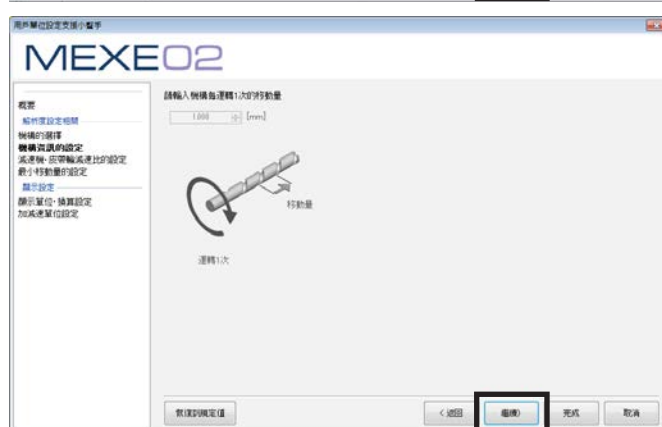 用戶單位設定支援小幫手
MEXE02
概要
解析度設定相關
機構的選擇
機構資訊的設定
減速機・皮帶輪減速比的設定
最小移動量的設定
顯示設定
顯示單位・換算設定
加減速單位設定
請輸入機構每運轉1次的移動量
1.000 [mm]
移動量
運轉1次
恢復到規定值
< 返回
繼續>
完成
取消